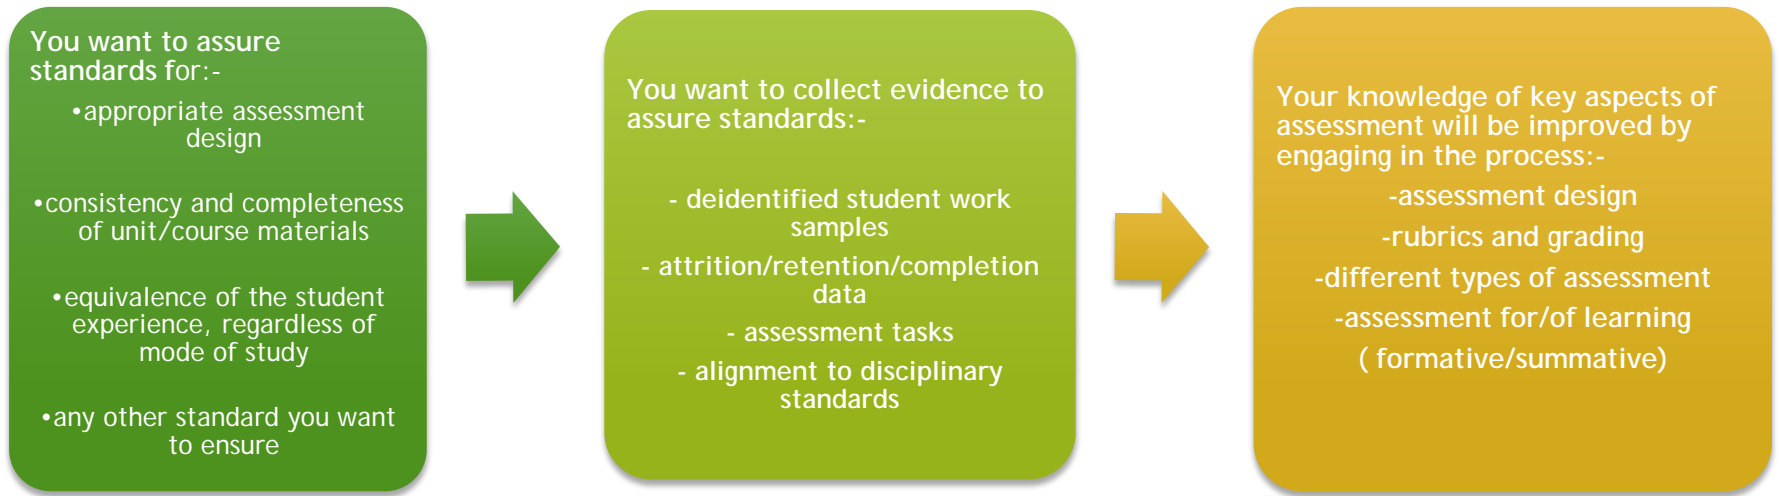 You want to assure
standards for:-
•appropriate assessment
design
•consistency and completeness
of unit/course materials
•equivalence of the student
experience, regardless of
mode of study
•any other standard you want
to ensure
You want to collect evidence to
assure standards:-
- deidentified student work
samples
- attrition/retention/completion
data
- assessment tasks
- alignment to disciplinary
standards
Your knowledge of key aspects of
assessment will be improved by
engaging in the process:-
-assessment design
-rubrics and grading
-different types of assessment
-assessment for/of learning
( formative/summative)